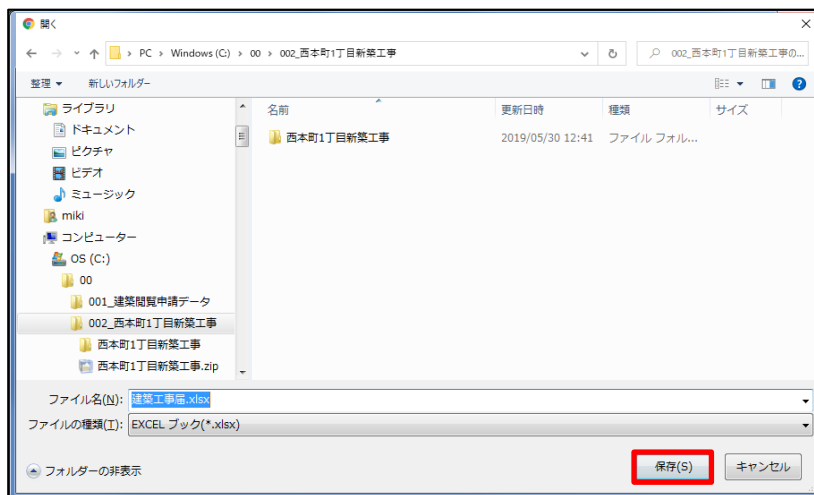 開く
PC > Windows (C:) > 00 > 002_西本町1丁目新築工事
002_西本町1丁目新築工事の...
整理 新しいフォルダー
名前 更新日時 種類 サイズ
ライブラリ
ドキュメント
ピクチャ
ビデオ
ミュージック
miki
コンピューター
OS (C:)
00
001_建築閲覧申請データ
002_西本町1丁目新築工事
西本町1丁目新築工事
西本町1丁目新築工事.zip
西本町1丁目新築工事 2019/05/30 12:41 ファイル フォル...
ファイル名(N): 建築工事届.xlsx
ファイルの種類(T): EXCEL ブック(*.xlsx)
フォルダーの非表示
保存(S) キャンセル